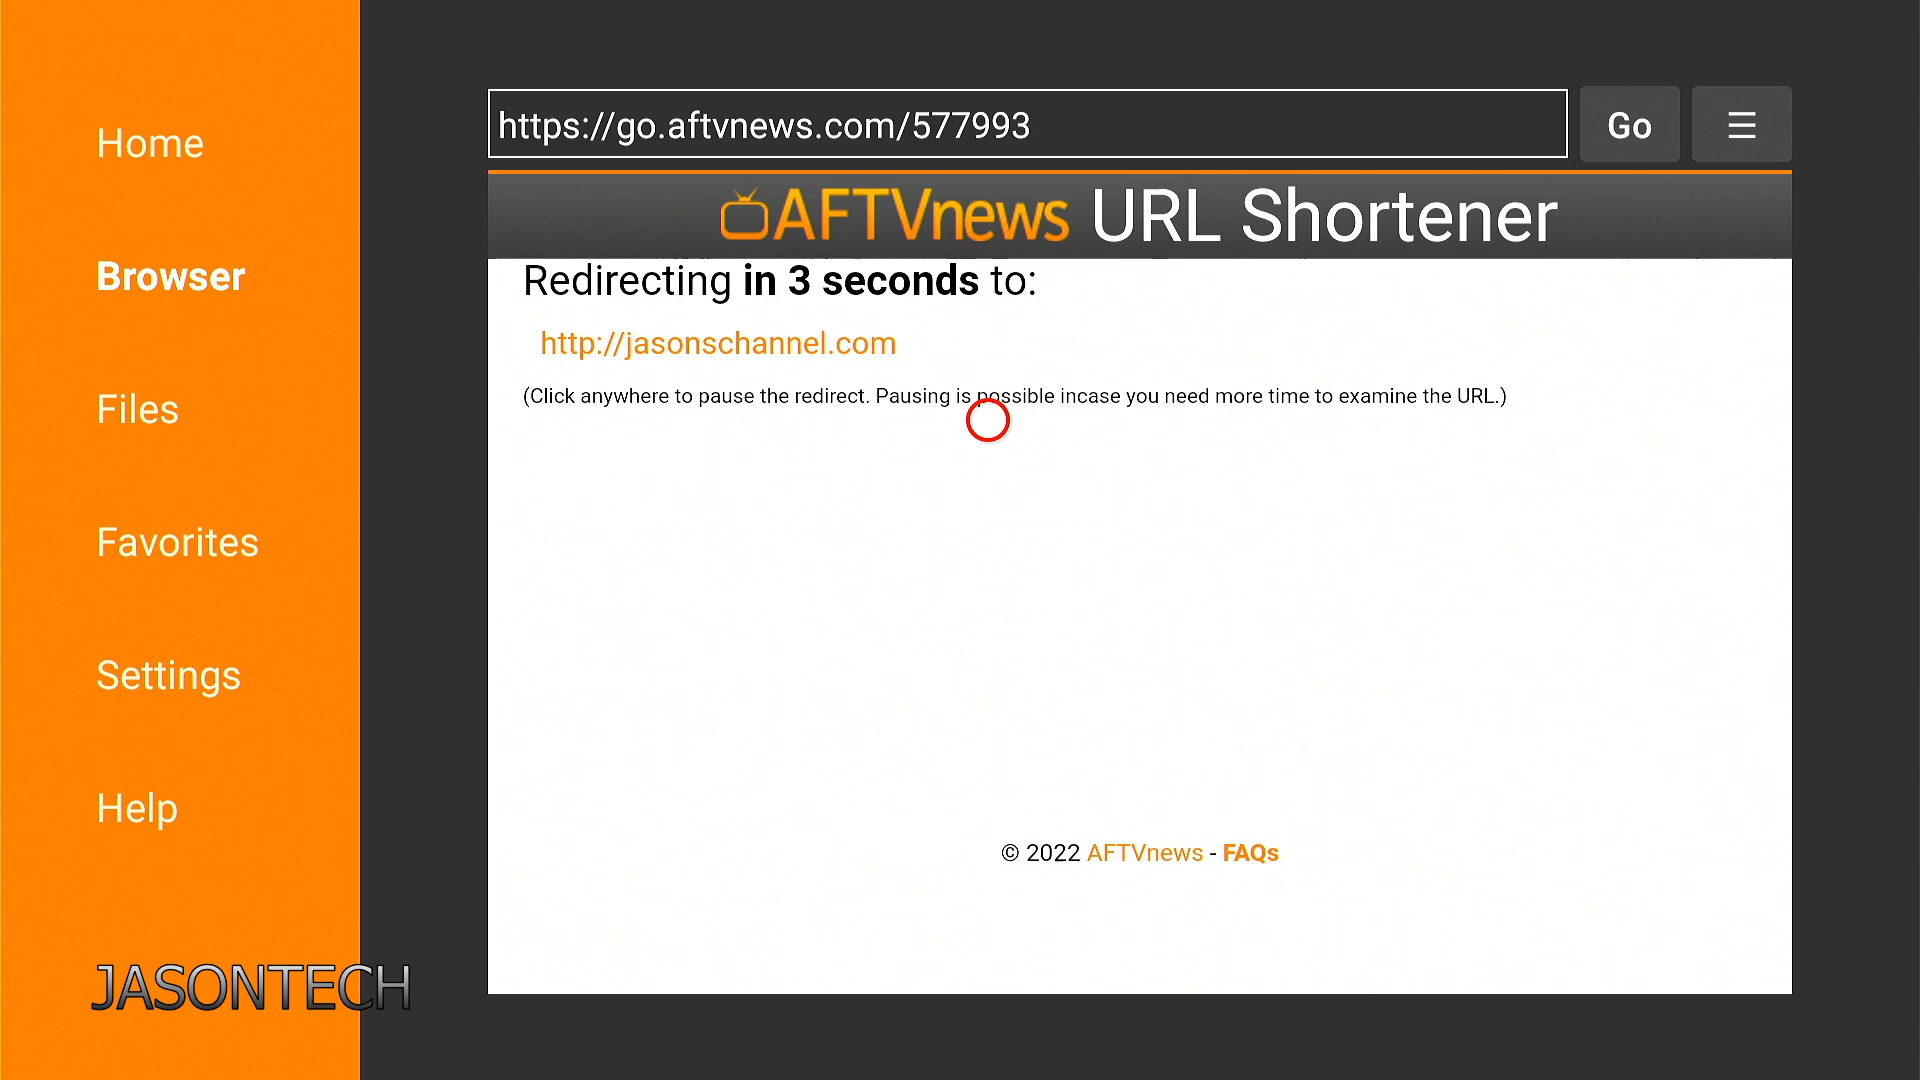 Home
Browser
Files
Favorites
Settings
Help
JASONTECH
https://go.aftvnews.com/577993
Go
AFTVnews URL Shortener
Redirecting in 3 seconds to:
http://jasonschannel.com
(Click anywhere to pause the redirect. Pausing is possible incase you need more time to examine the URL.)
© 2022 AFTVnews - FAQs